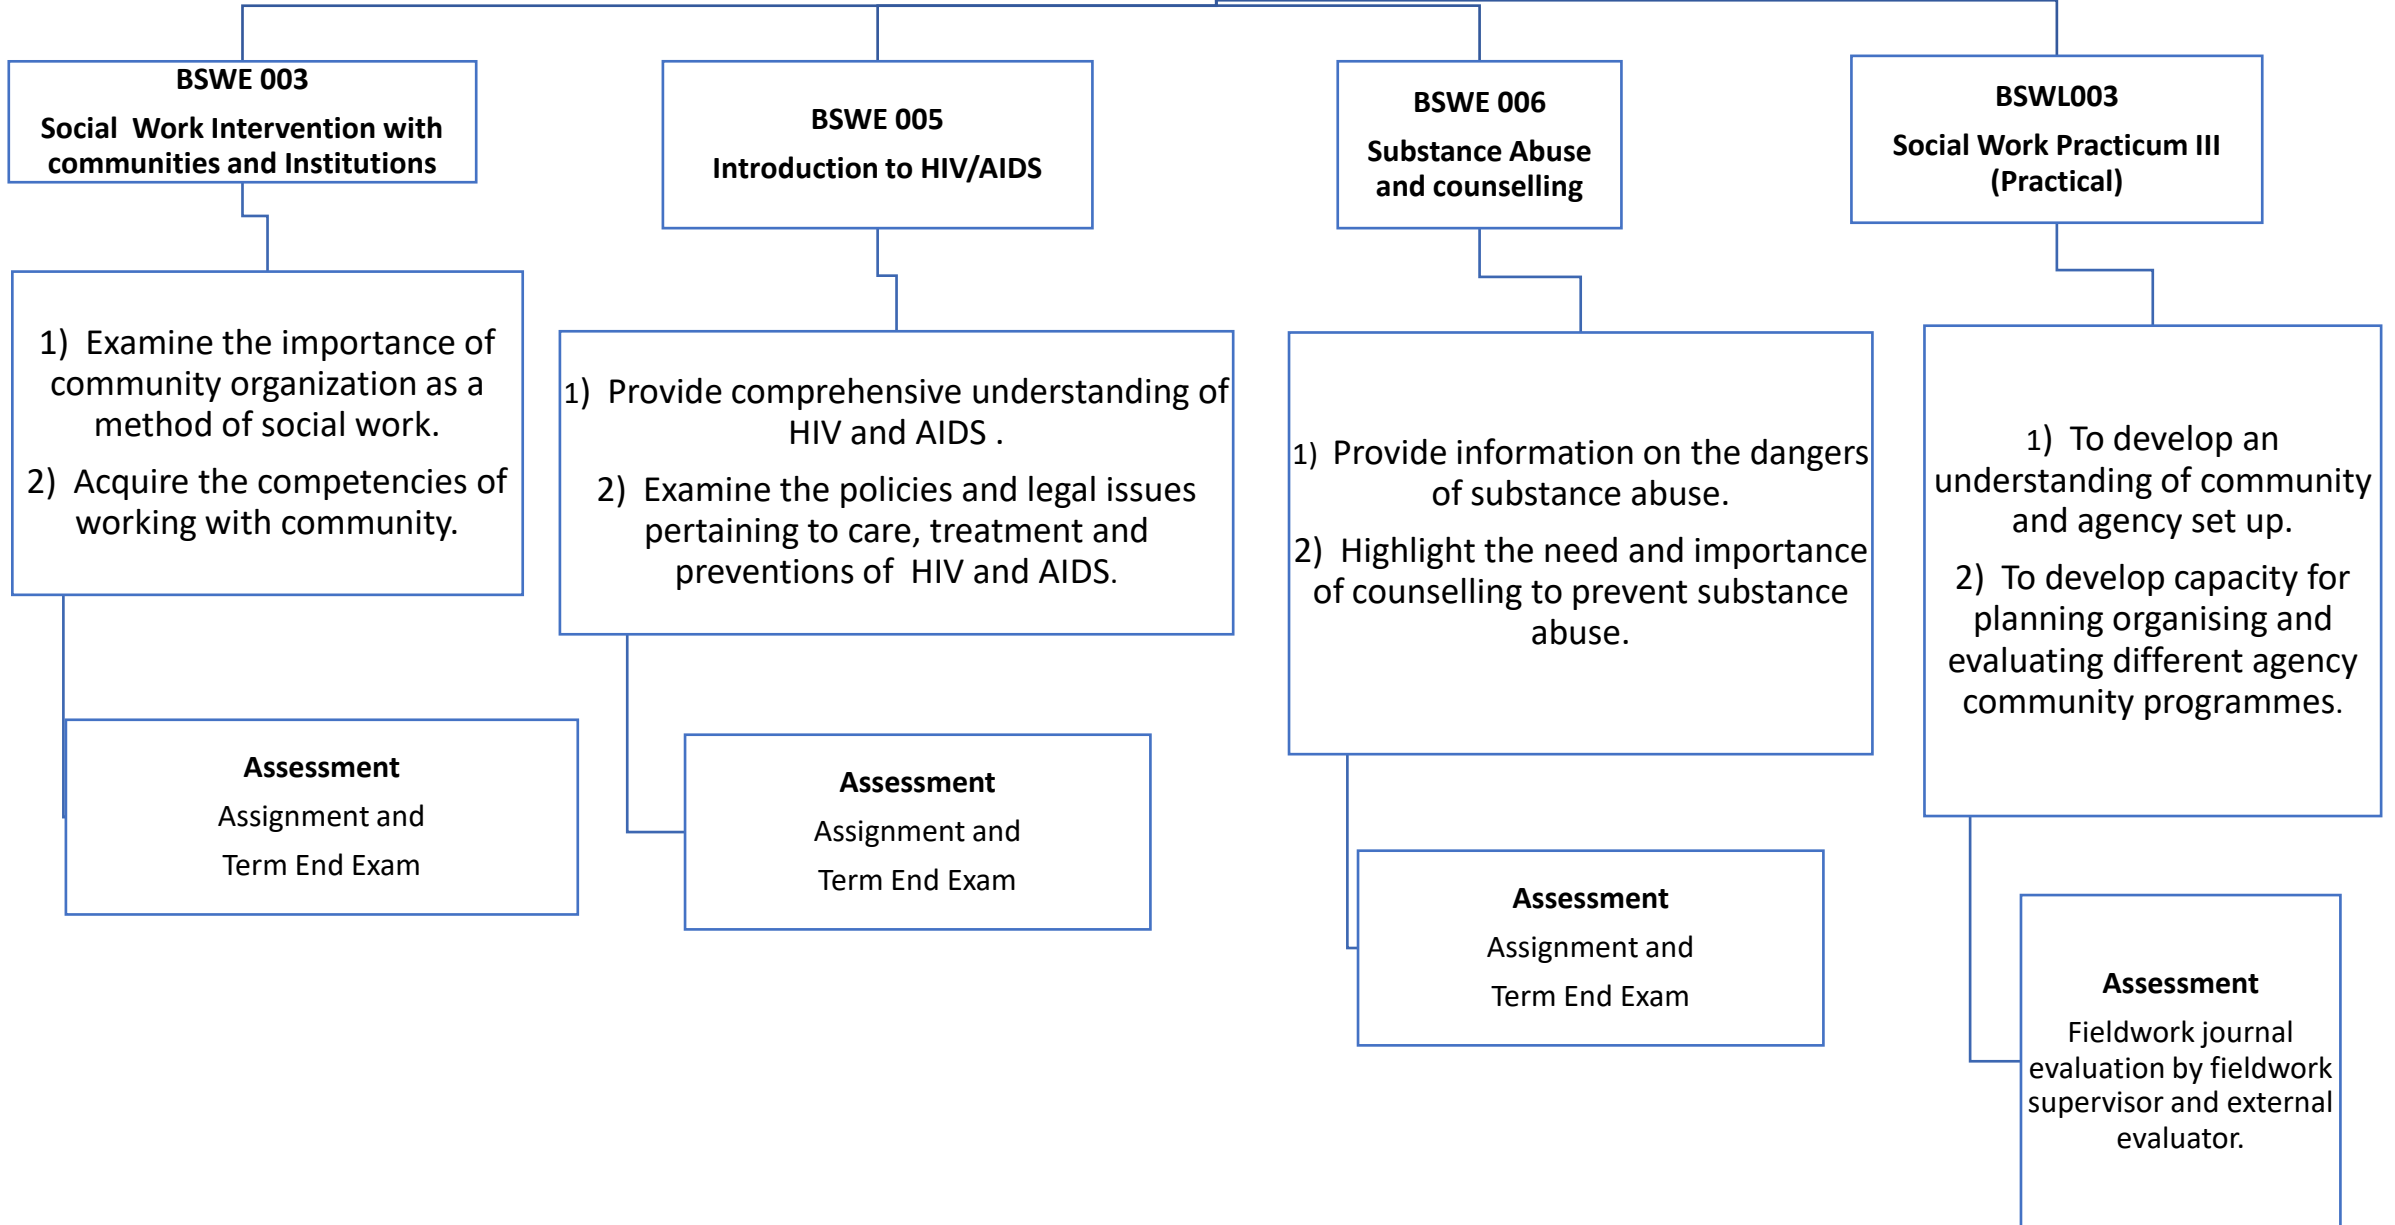 BSWE 003
Social Work Intervention with
communities and Institutions
1) Examine the importance of
community organization as a
method of social work.
2) Acquire the competencies of
working with community.
Assessment
Assignment and
Term End Exam
BSWE 005
Introduction to HIV/AIDS
1) Provide comprehensive understanding of
HIV and AIDS .
2) Examine the policies and legal issues
pertaining to care, treatment and
preventions of HIV and AIDS.
Assessment
Assignment and
Term End Exam
BSWE 006
Substance Abuse
and counselling
1) Provide information on the dangers
of substance abuse.
2) Highlight the need and importance
of counselling to prevent substance
abuse.
Assessment
Assignment and
Term End Exam
BSWL003
Social Work Practicum III
(Practical)
1) To develop an
understanding of community
and agency set up.
2) To develop capacity for
planning organising and
evaluating different agency
community programmes.
Assessment
Fieldwork journal
evaluation by fieldwork
supervisor and external
evaluator.